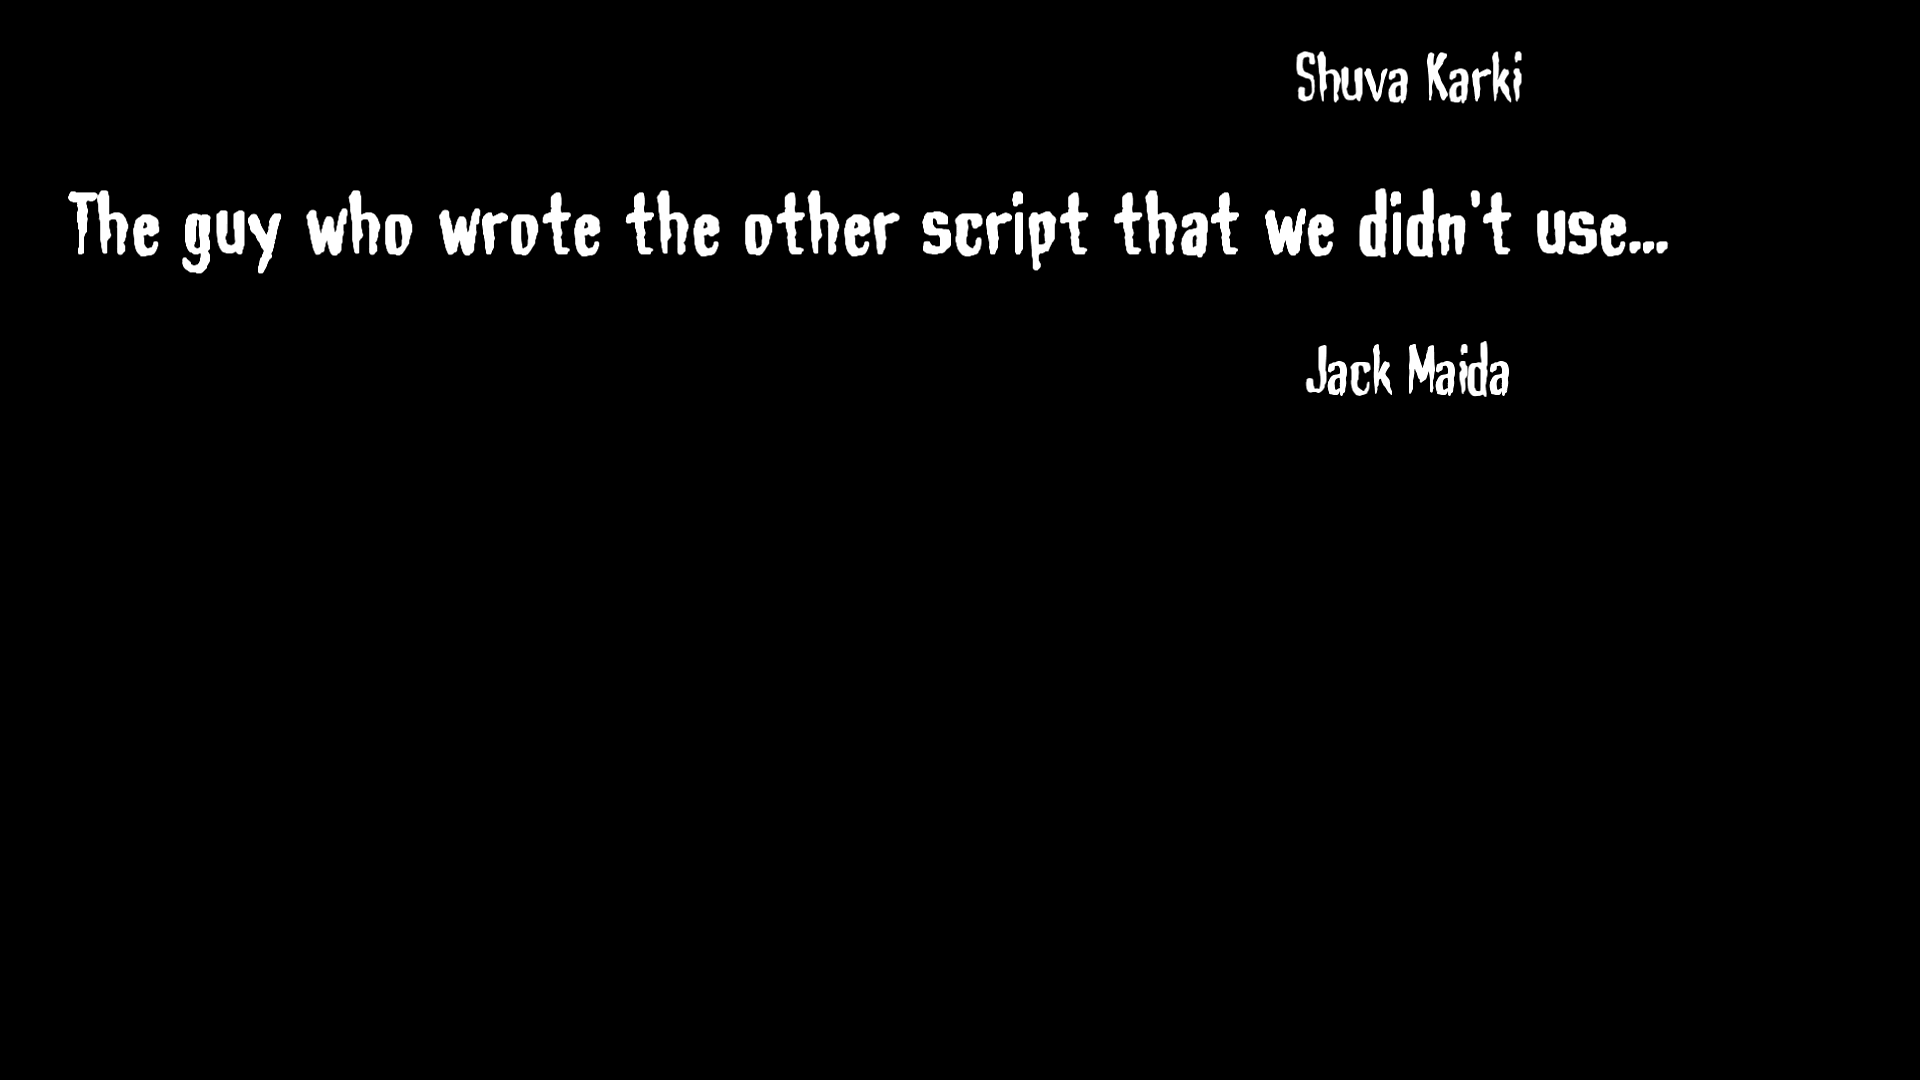 Shuva Karki
The guy who wrote the other script that we didn't use...
Jack Maida